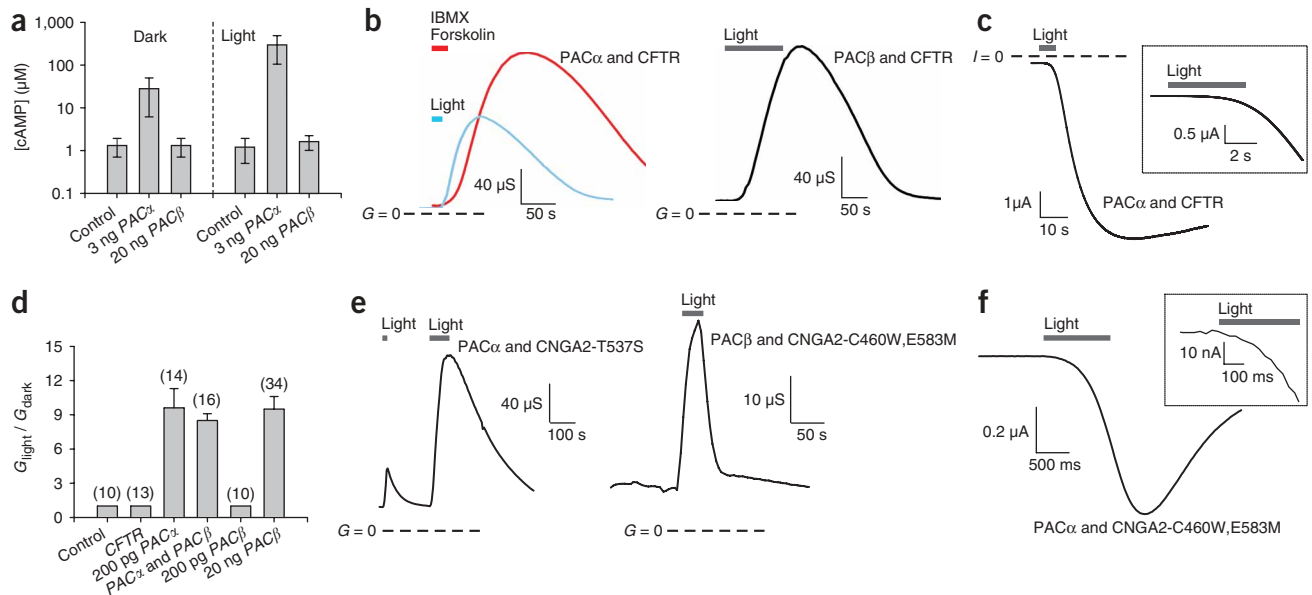 a
1,000
100
10
1
0.1
[cAMP] (µM)
Dark
Light
Control
3 ng PACα
20 ng PACβ
Control
3 ng PACα
20 ng PACβ
b
IBMX
Forskolin
PACα and CFTR
Light
40 µS
50 s
G = 0
Light
PACβ and CFTR
40 µS
50 s
c
Light
I = 0
Light
0.5 µA
2 s
1µA
10 s
PACα and CFTR
d
15
12
9
6
3
0
Glight / Gdark
(10)
(13)
(14)
(16)
(10)
(34)
Control
CFTR
200 pg PACα
PACα and PACβ
200 pg PACβ
20 ng PACβ
e
Light
Light
PACα and CNGA2-T537S
40 µS
100 s
G = 0
Light
PACβ and CNGA2-C460W,E583M
10 µS
50 s
G = 0
f
Light
Light
10 nA
100 ms
0.2 µA
500 ms
PACα and CNGA2-C460W,E583M